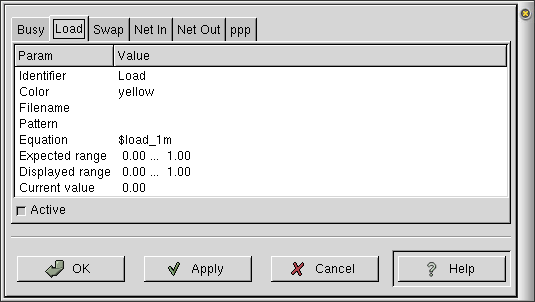 Busy Load Swap Net In Net Out ppp
Param Value
Identifier Load
Color yellow
Filename
Pattern
Equation $load_1m
Expected range 0.00 ... 1.00
Displayed range 0.00 ... 1.00
Current value 0.00
Active
OK Apply Cancel Help